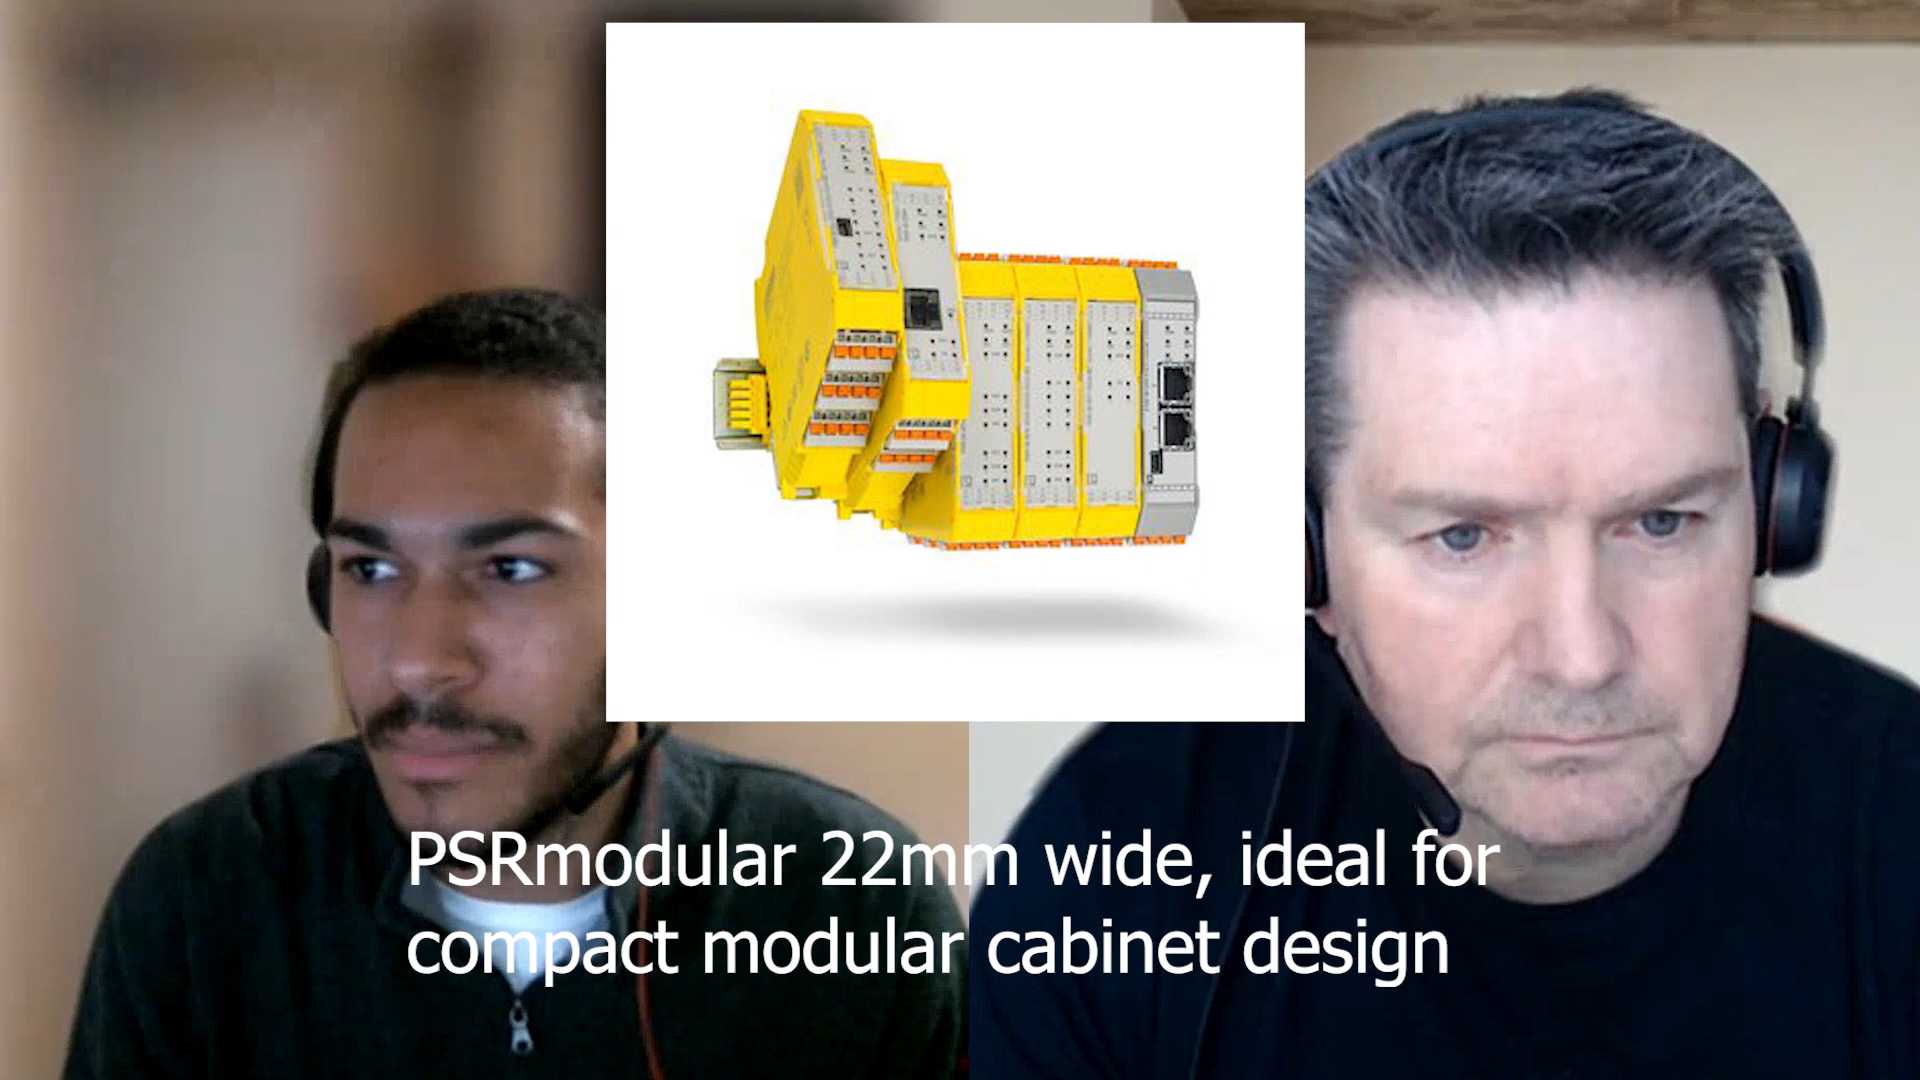 PSRmodular 22mm wide, ideal for
compact modular cabinet design